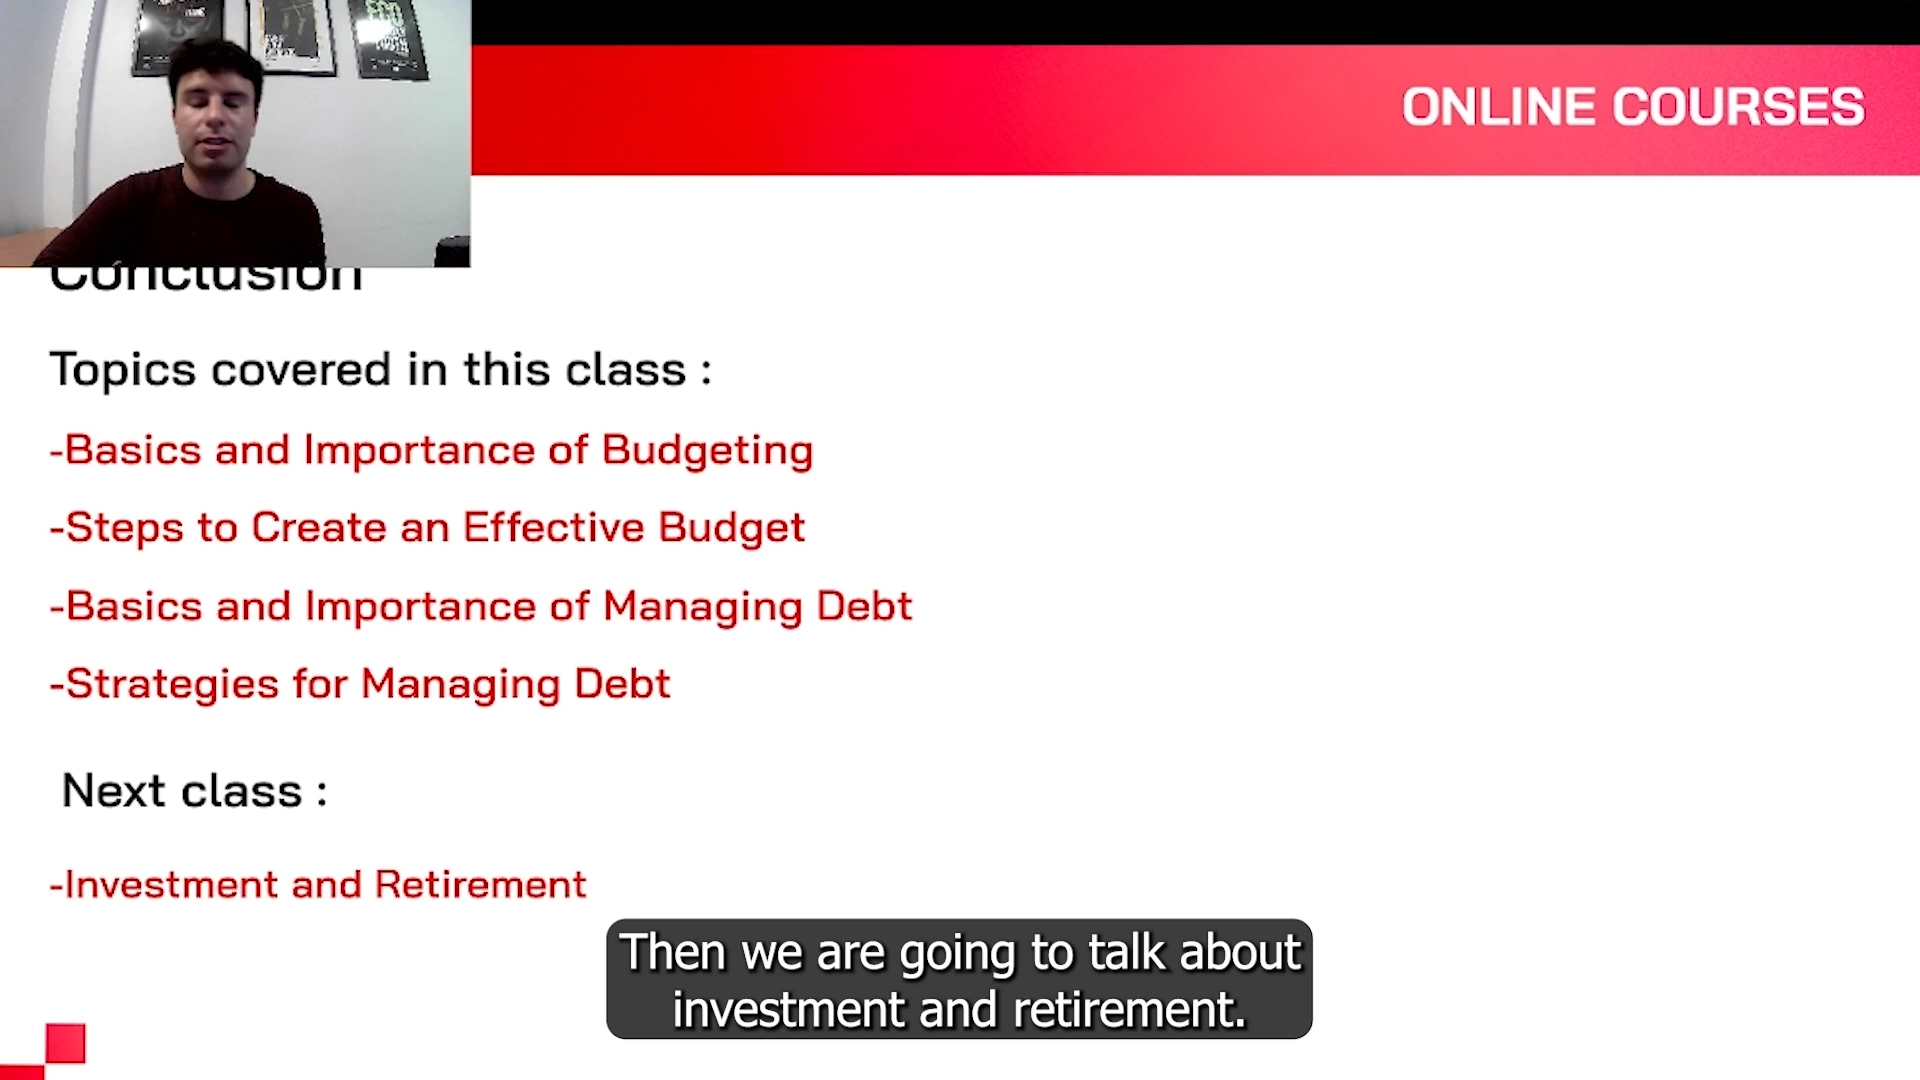 ONLINE COURSES
Conclusion
Topics covered in this class :
-Basics and Importance of Budgeting
-Steps to Create an Effective Budget
-Basics and Importance of Managing Debt
-Strategies for Managing Debt
Next class :
-Investment and Retirement
Then we are going to talk about
investment and retirement.